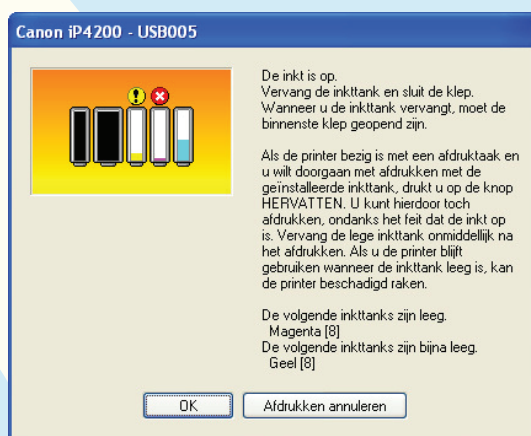 Canon iP4200 - USB005
De inkt is op.
Vervang de inkttank en sluit de klep.
Wanneer u de inkttank vervangt, moet de
binnenste klep geopend zijn.
Als de printer bezig is met een afdruktaak en
u wilt doorgaan met afdrukken met de
geïnstalleerde inkttank, drukt u op de knop
HERVATTEN. U kunt hierdoor toch
afdrukken, ondanks het feit dat de inkt op
is. Vervang de lege inkttank onmiddellijk na
het afdrukken. Als u de printer blijft
gebruiken wanneer de inkttank leeg is, kan
de printer beschadigd raken.
De volgende inkttanks zijn leeg.
Magenta [8]
De volgende inkttanks zijn bijna leeg.
Geel [8]
OK
Afdrukken annuleren